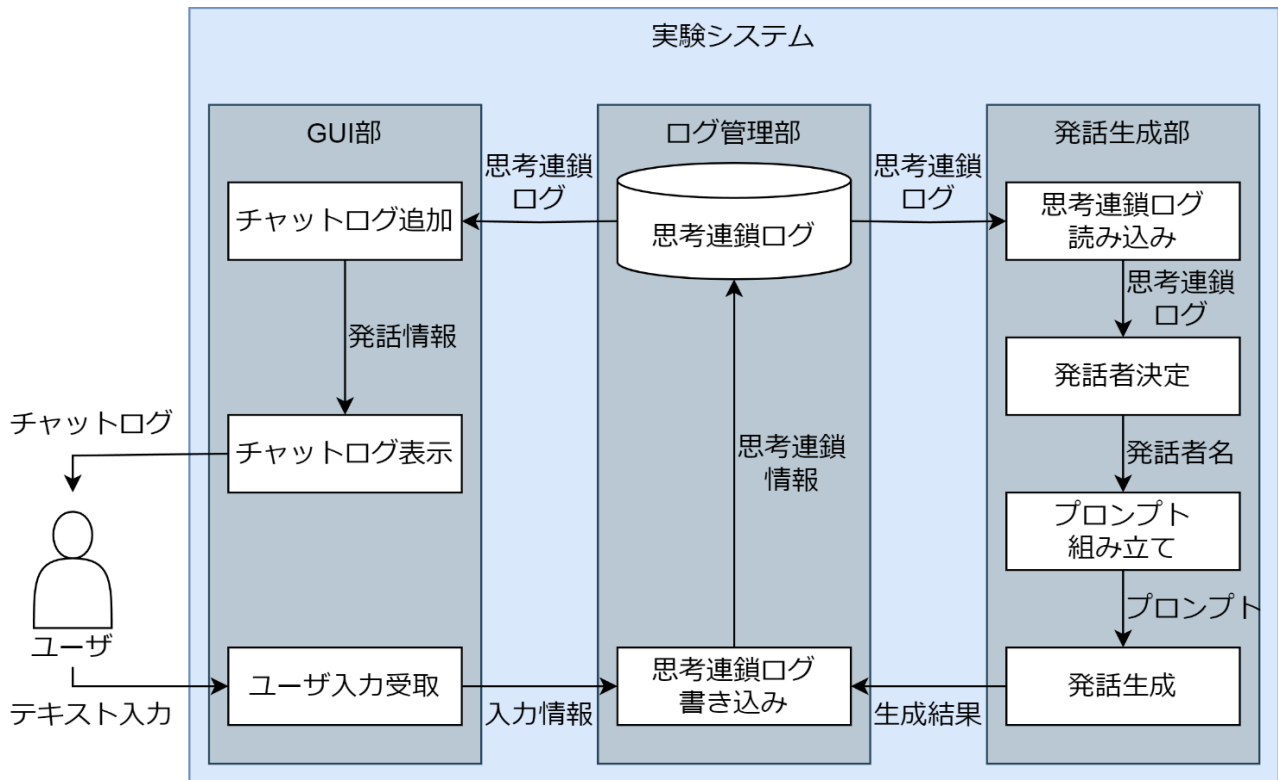 実験システム
GUI部
ログ管理部
発話生成部
思考連鎖
ログ
思考連鎖
ログ
チャットログ追加
思考連鎖ログ
思考連鎖ログ
読み込み
発話情報
思考連鎖
ログ
発話者決定
チャットログ
チャットログ表示
思考連鎖
情報
発話者名
プロンプト
組み立て
プロンプト
ユーザ
ユーザ入力受取
思考連鎖ログ
書き込み
発話生成
テキスト入力
入力情報
生成結果